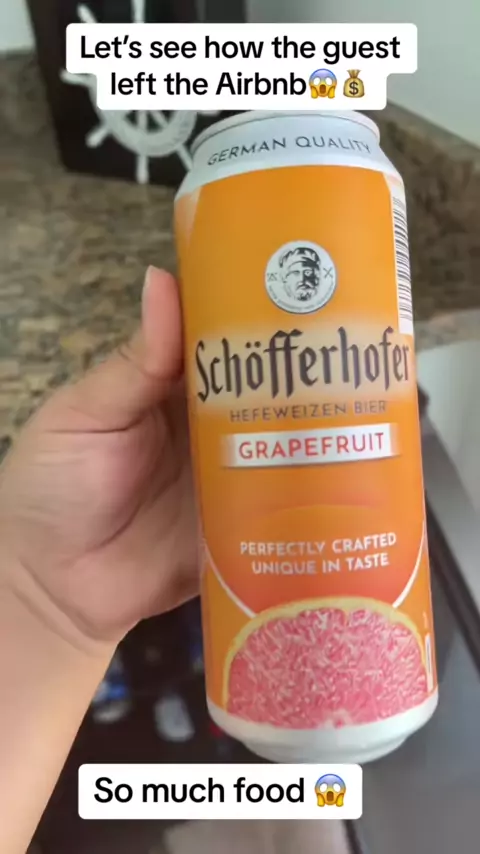 Let’s see how the guest
left the Airbnb😱💰
GERMAN QUALITY
Schöfferhofer
HEFEWEIZEN BIER
GRAPEFRUIT
PERFECTLY CRAFTED
UNIQUE IN TASTE
So much food 😱